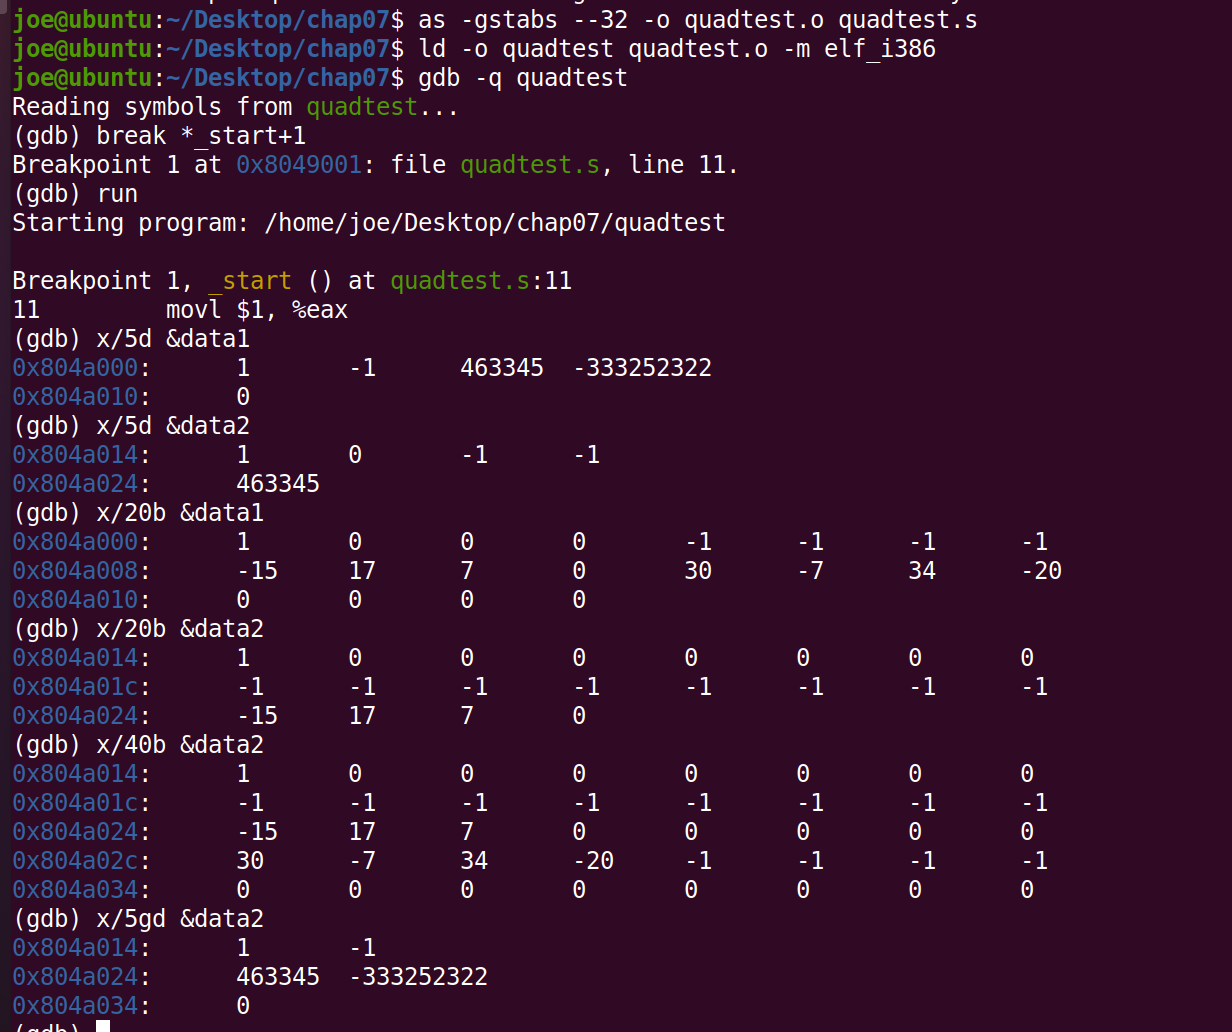 joe@ubuntu:~/Desktop/chap07$ as -gstabs --32 -o quadtest.o quadtest.s
joe@ubuntu:~/Desktop/chap07$ ld -o quadtest quadtest.o -m elf_i386
joe@ubuntu:~/Desktop/chap07$ gdb -q quadtest
Reading symbols from quadtest...
(gdb) break *_start+1
Breakpoint 1 at 0x8049001: file quadtest.s, line 11.
(gdb) run
Starting program: /home/joe/Desktop/chap07/quadtest
Breakpoint 1, _start () at quadtest.s:11
11 movl $1, %eax
(gdb) x/5d &data1
0x804a000: 1 -1 463345 -333252322
0x804a010: 0
(gdb) x/5d &data2
0x804a014: 1 0 -1 -1
0x804a024: 463345
(gdb) x/20b &data1
0x804a000: 1 0 0 0 -1 -1 -1 -1
0x804a008: -15 17 7 0 30 -7 34 -20
0x804a010: 0 0 0 0
(gdb) x/20b &data2
0x804a014: 1 0 0 0 0 0 0 0
0x804a01c: -1 -1 -1 -1 -1 -1 -1 -1
0x804a024: -15 17 7 0
(gdb) x/40b &data2
0x804a014: 1 0 0 0 0 0 0 0
0x804a01c: -1 -1 -1 -1 -1 -1 -1 -1
0x804a024: -15 17 7 0 0 0 0 0
0x804a02c: 30 -7 34 -20 -1 -1 -1 -1
0x804a034: 0 0 0 0 0 0 0 0
(gdb) x/5gd &data2
0x804a014: 1 -1
0x804a024: 463345 -333252322
0x804a034: 0
(gdb)